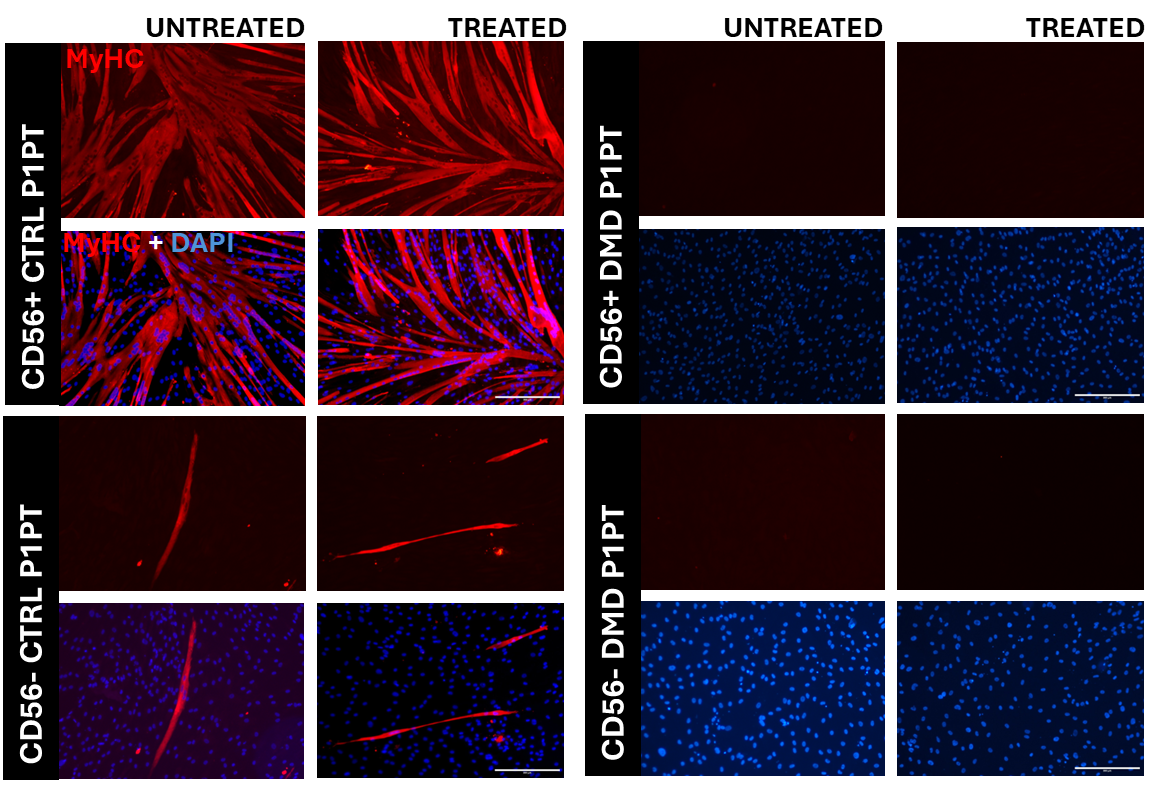 UNTREATED
TREATED
UNTREATED
TREATED
CD56+ CTRL P1PT
MyHC
MyHC + DAPI
CD56+ DMD P1PT
CD56- CTRL P1PT
CD56- DMD P1PT